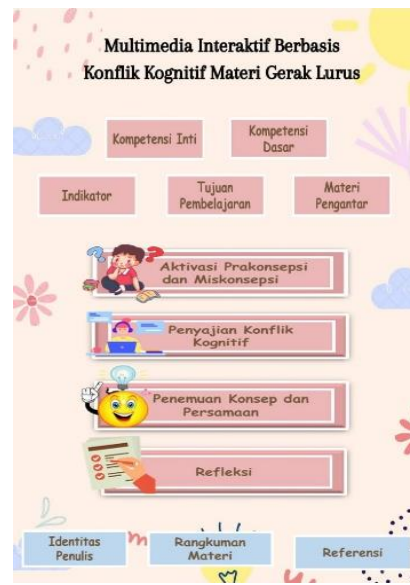 Multimedia Interaktif Berbasis
Konflik Kognitif Materi Gerak Lurus
Kompetensi Inti
Kompetensi
Dasar
Indikator
Tujuan
Pembelajaran
Materi
Pengantar
Aktivasi Prakonsepsi
dan Miskonsepsi
Penyajian Konflik
Kognitif
Penemuan Konsep dan
Persamaan
Refleksi
Identitas
Penulis
Rangkuman
Materi
Referensi